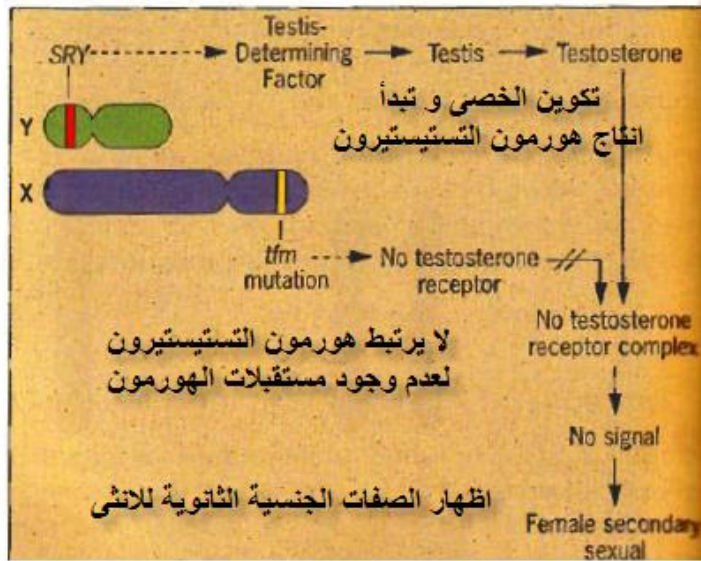 SRY
Testis-
Determining
Factor
Testis
Testosterone
تكوين الخصى و تبدأ
انتاج هورمون التستيستيرون
Y
X
tfm
mutation
No testosterone
receptor
No testosterone
receptor complex
لا يرتبط هورمون التستيستيرون
لعدم وجود مستقبلات الهورمون
No signal
اظهار الصفات الجنسية الثانوية للانثى
Female secondary
sexual